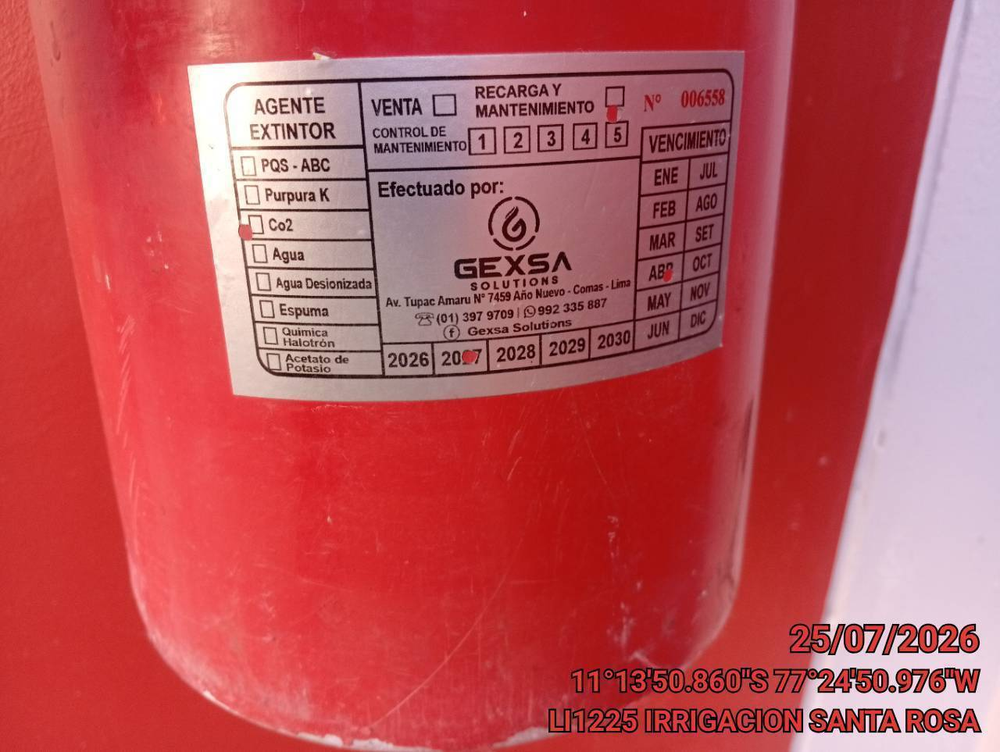 AGENTE
EXTINTOR
PQS - ABC
Purpura K
Co2
Agua
Agua Desionizada
Espuma
Quimica
Halotrón
Acetato de
Potasio
VENTA
RECARGA Y
MANTENIMIENTO
Nº 006558
CONTROL DE
MANTENIMIENTO
1 2 3 4 5
Efectuado por:
G
GEXSA
SOLUTIONS
Av. Tupac Amaru N° 7459 Año Nuevo - Comas - Lima
(01) 397 9709 | 992 335 887
f Gexsa Solutions
2026 2027 2028 2029 2030
VENCIMIENTO
ENE JUL
FEB AGO
MAR SET
ABR OCT
MAY NOV
JUN DIC
25/07/2026
11°13'50.860"S 77°24'50.976"W
LI1225 IRRIGACION SANTA ROSA